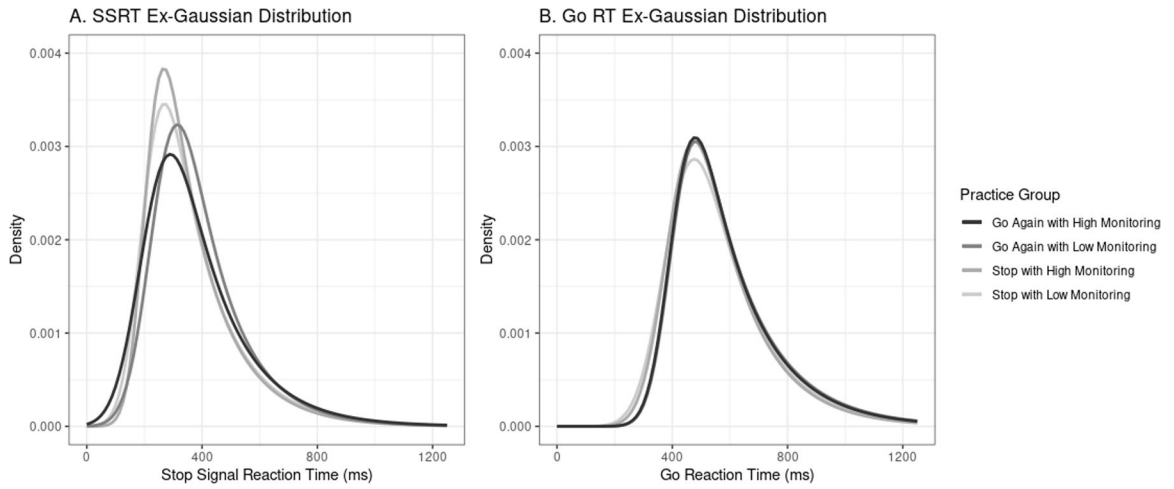 A. SSRT Ex-Gaussian Distribution
0.004
0.003
0.002
0.001
0.000
Density
0 400 800 1200
Stop Signal Reaction Time (ms)
B. Go RT Ex-Gaussian Distribution
0.004
0.003
0.002
0.001
0.000
Density
0 400 800 1200
Go Reaction Time (ms)
Practice Group
Go Again with High Monitoring
Go Again with Low Monitoring
Stop with High Monitoring
Stop with Low Monitoring